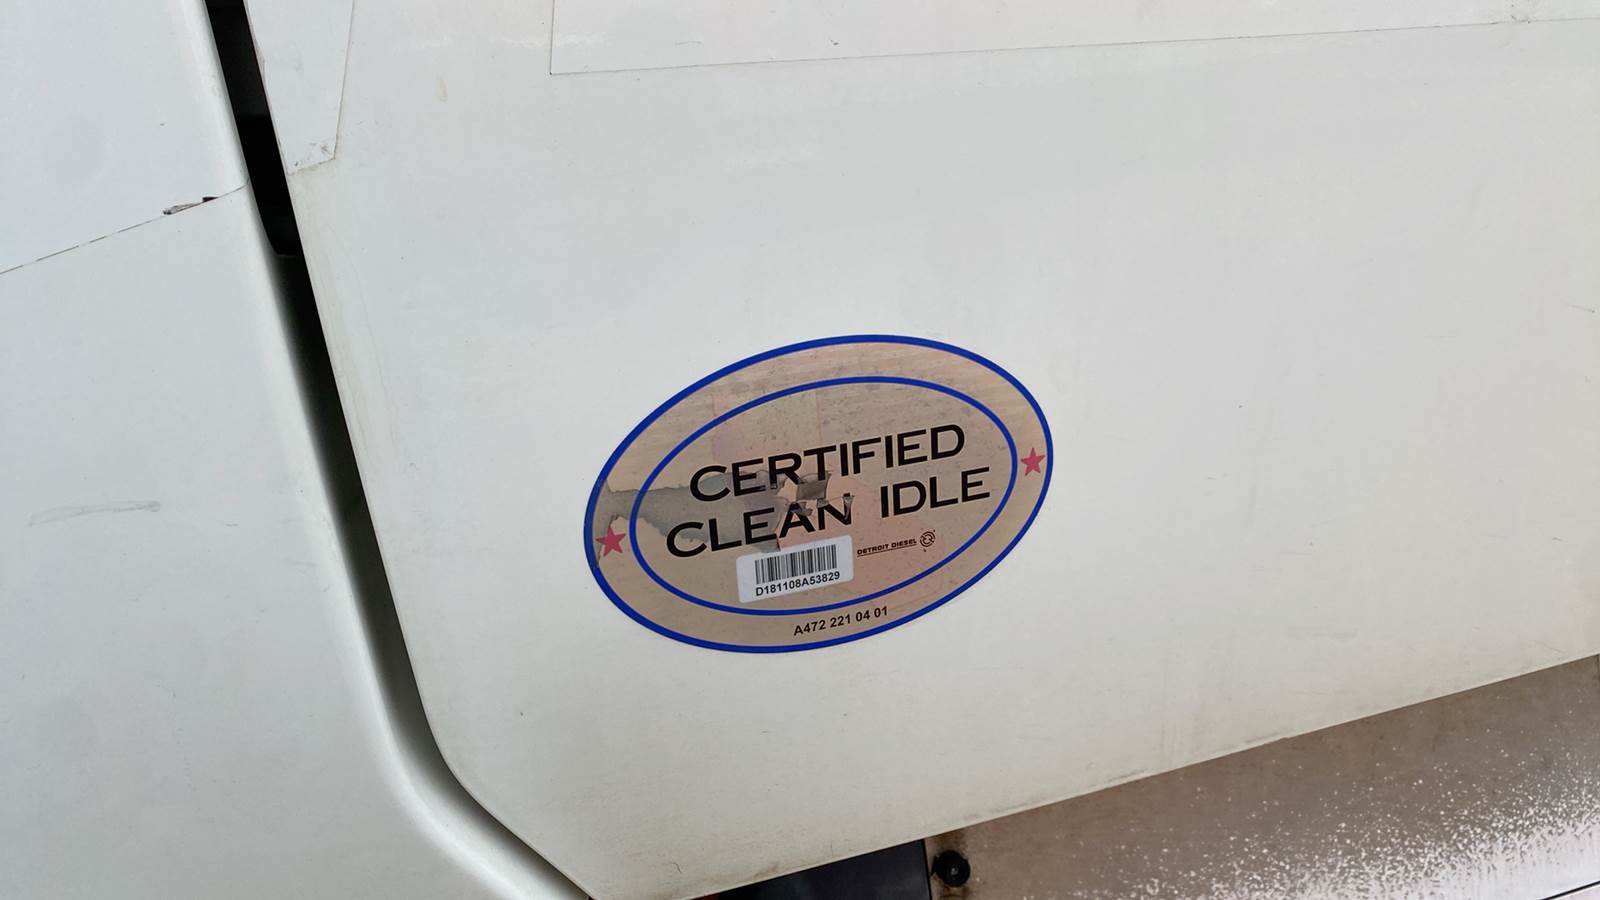 CERTIFIED
CLEAN IDLE
DETROIT DIESEL
D181108A53829
A472 221 04 01